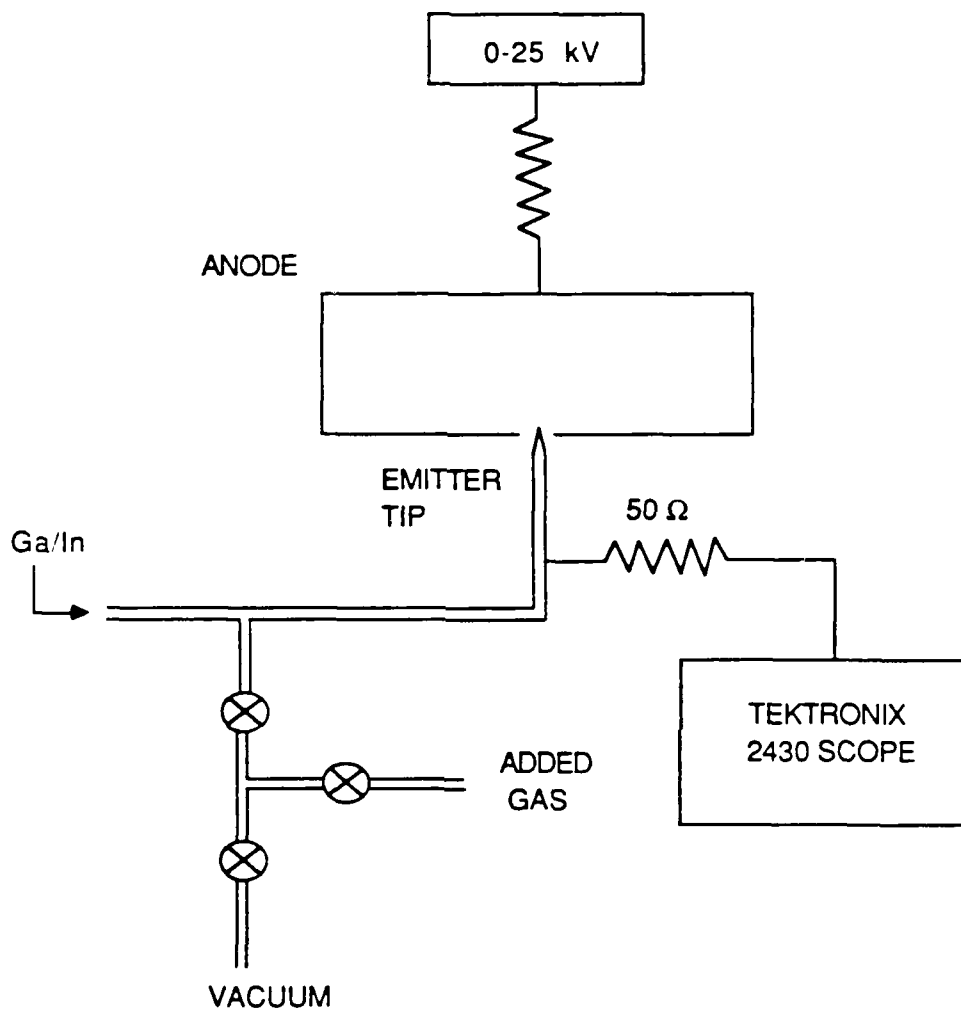 0-25 kV
ANODE
EMITTER
TIP
50 Ω
Ga/In
TEKTRONIX
2430 SCOPE
ADDED
GAS
VACUUM